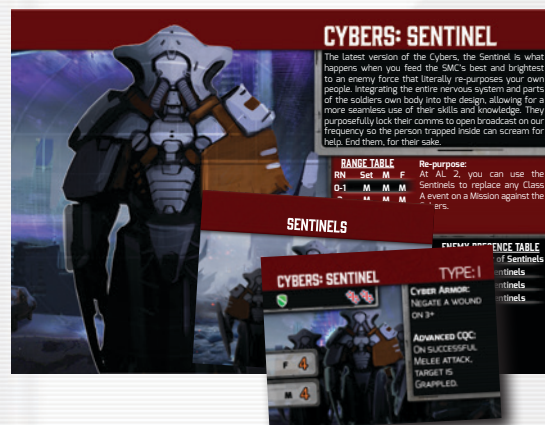 CYBERS: SENTINEL
The latest version of the Cybers, the Sentinel is what
happens when you feed the SMC's best and brightest
to an enemy force that literally re-purposes your own
people. Integrating the entire nervous system and parts
of the soldiers own body into the design, allowing for a
more seamless use of their skills and knowledge. They
purposefully lock their comms to open broadcast on our
frequency so the person trapped inside can scream for
help. End them, for their sake.
RANGE TABLE
RN Set M F
0-1 M M M
M M M
Re-purpose:
At AL 2, you can use the
Sentinels to replace any Class
A event on a Mission against the
ENEMY PRESENCE TABLE
of Sentinels
entinels
entinels
entinels
SENTINELS
CYBERS: SENTINEL
TYPE: I
F 4
M 4
CYBER ARMOR:
NEGATE A WOUND
ON 3+
ADVANCED CQC:
ON SUCCESSFUL
MELEE ATTACK,
TARGET IS
GRAPPLED.